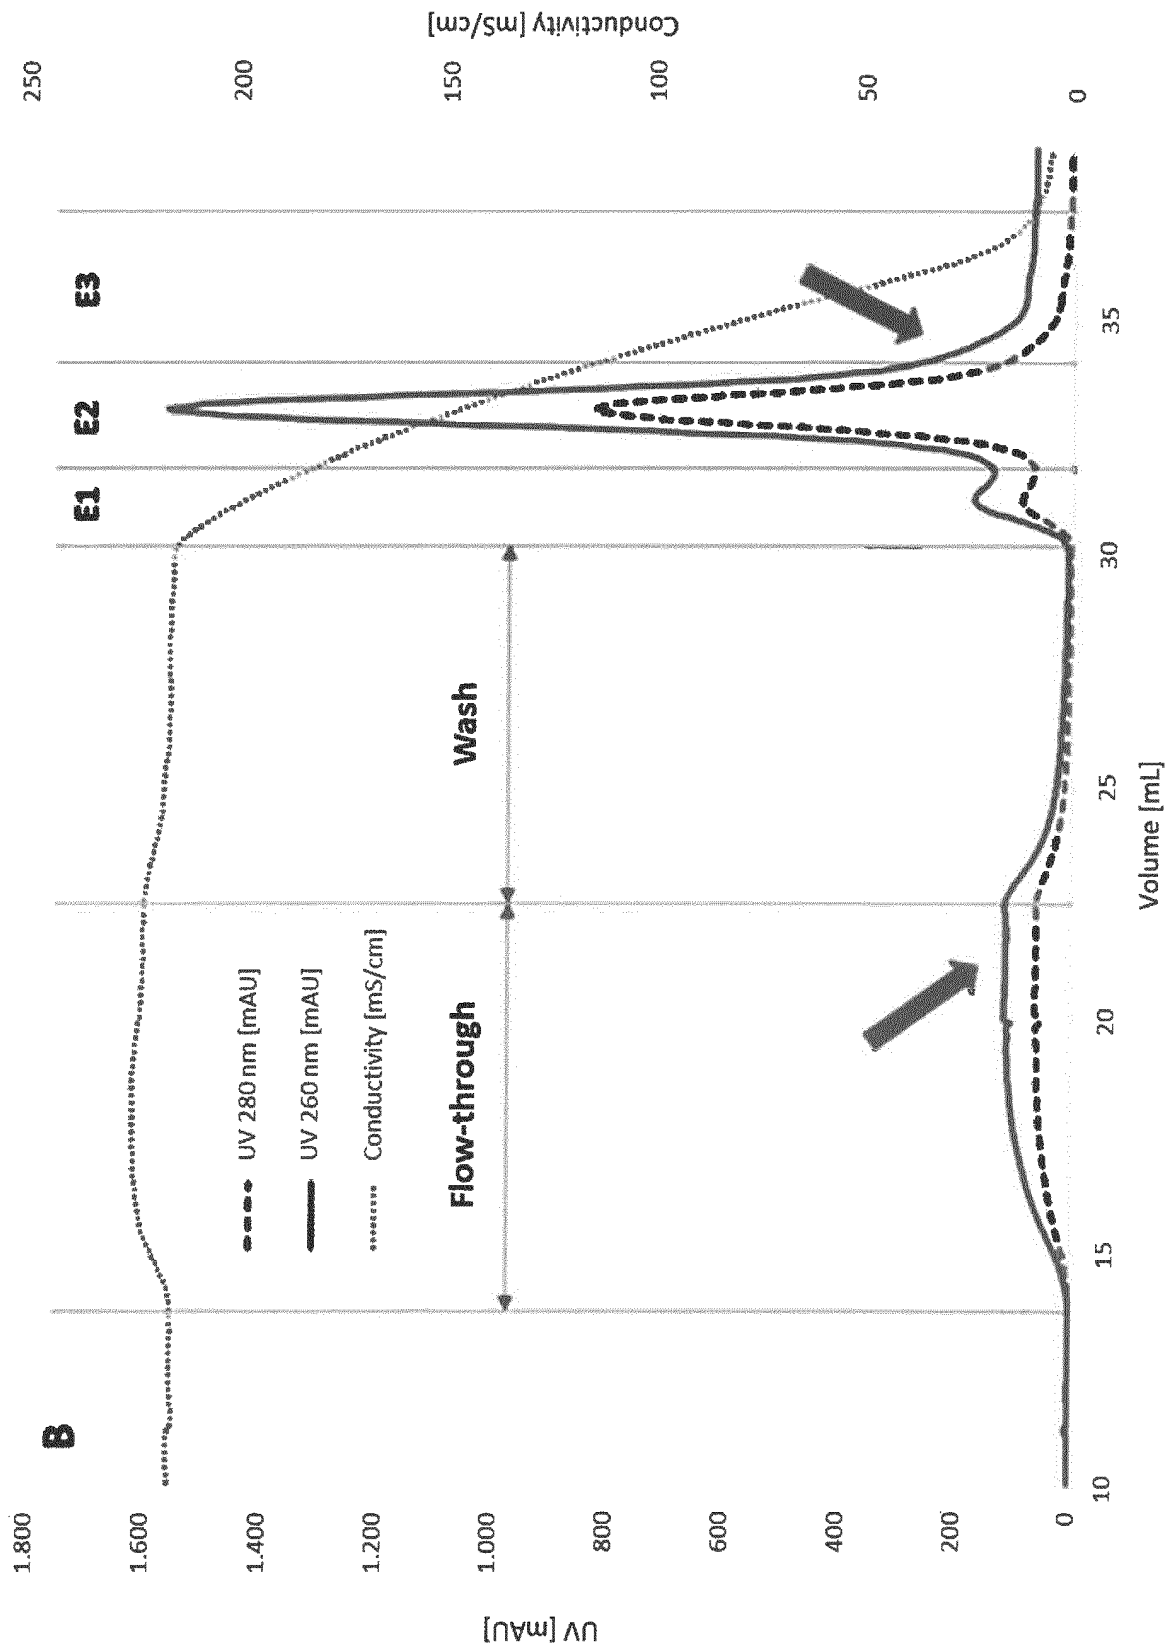 B
E1
E2
E3
1.800
1.600
1.400
1.200
1.000
800
600
400
200
0
UV [mAU]
250
200
150
100
50
0
Conductivity [mS/cm]
UV 280 nm [mAU]
UV 260 nm [mAU]
Conductivity [mS/cm]
Flow-through
Wash
10
15
20
25
30
35
Volume [mL]